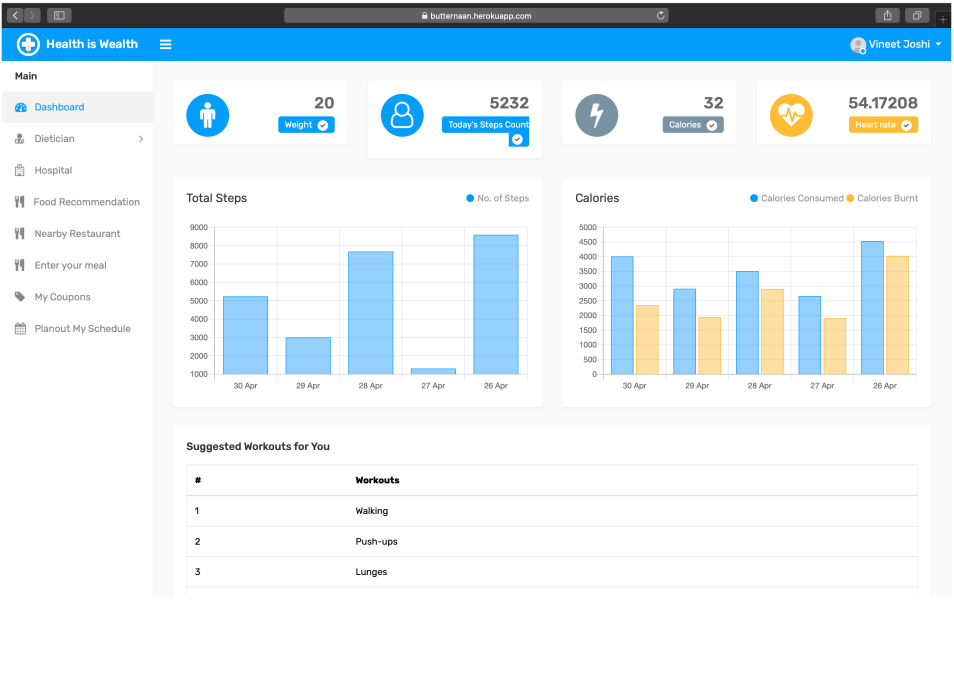 butternaan.herokuapp.com
Health is Wealth
Vineet Joshi
Main
Dashboard
Dietician
Hospital
Food Recommendation
Nearby Restaurant
Enter your meal
My Coupons
Planout My Schedule
20
Weight
5232
Today's Steps Count
32
Calories
54.17208
Heart rate
Total Steps
No. of Steps
9000
8000
7000
6000
5000
4000
3000
2000
1000
30 Apr 29 Apr 28 Apr 27 Apr 26 Apr
Calories
Calories Consumed Calories Burnt
5000
4500
4000
3500
3000
2500
2000
1500
1000
500
0
30 Apr 29 Apr 28 Apr 27 Apr 26 Apr
Suggested Workouts for You
# Workouts
1 Walking
2 Push-ups
3 Lunges